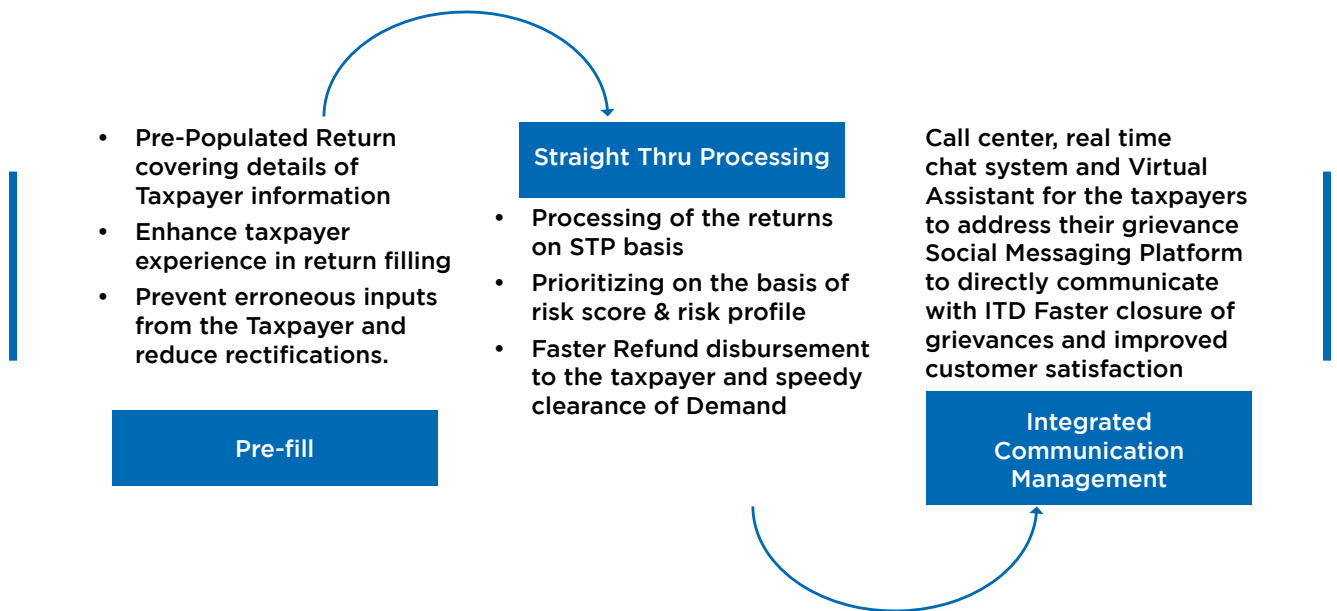 • Pre-Populated Return
covering details of
Taxpayer information
• Enhance taxpayer
experience in return filling
• Prevent erroneous inputs
from the Taxpayer and
reduce rectifications.
Pre-fill
Straight Thru Processing
• Processing of the returns
on STP basis
• Prioritizing on the basis of
risk score & risk profile
• Faster Refund disbursement
to the taxpayer and speedy
clearance of Demand
Call center, real time
chat system and Virtual
Assistant for the taxpayers
to address their grievance
Social Messaging Platform
to directly communicate
with ITD Faster closure of
grievances and improved
customer satisfaction
Integrated
Communication
Management